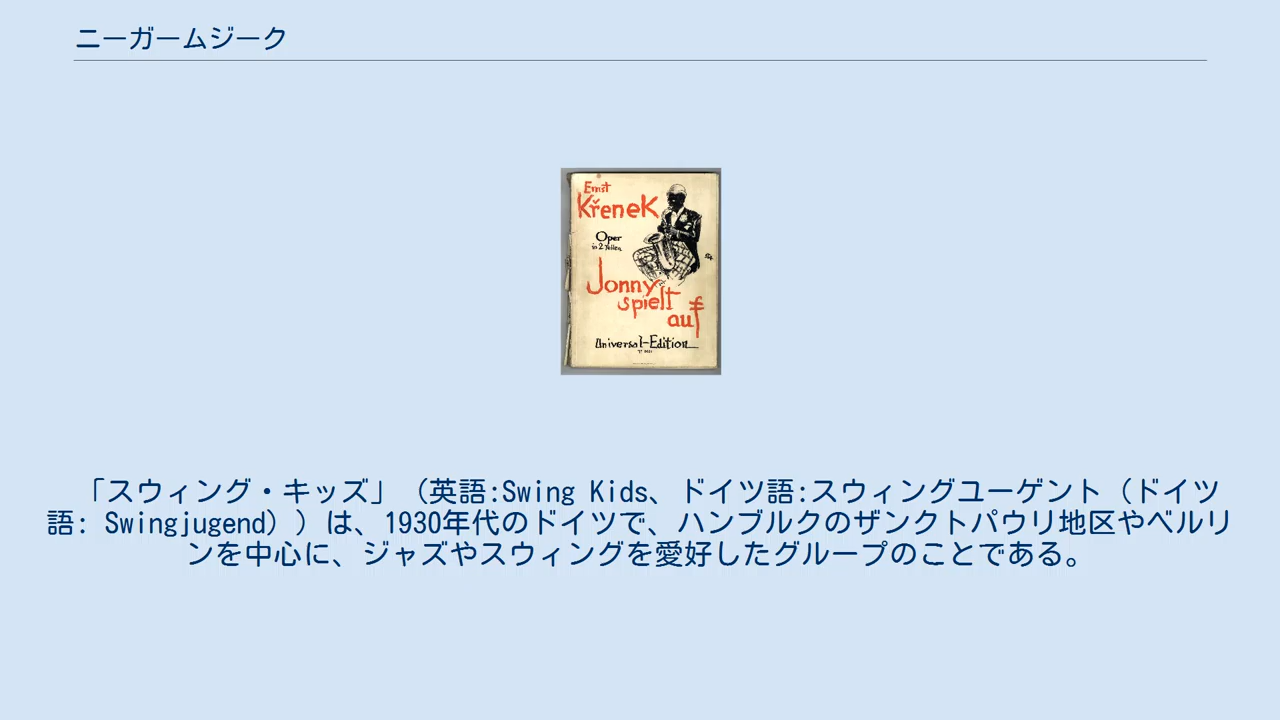 ニーガームジーク
Ernst
Křenek
Oper
in 2 Teilen
Jonny
spielt
auf
Universal-Edition
「スウィング・キッズ」（英語:Swing Kids、ドイツ語:スウィングユーゲント（ドイツ
語: Swingjugend））は、1930年代のドイツで、ハンブルクのザンクトパウリ地区やベルリ
ンを中心に、ジャズやスウィングを愛好したグループのことである。